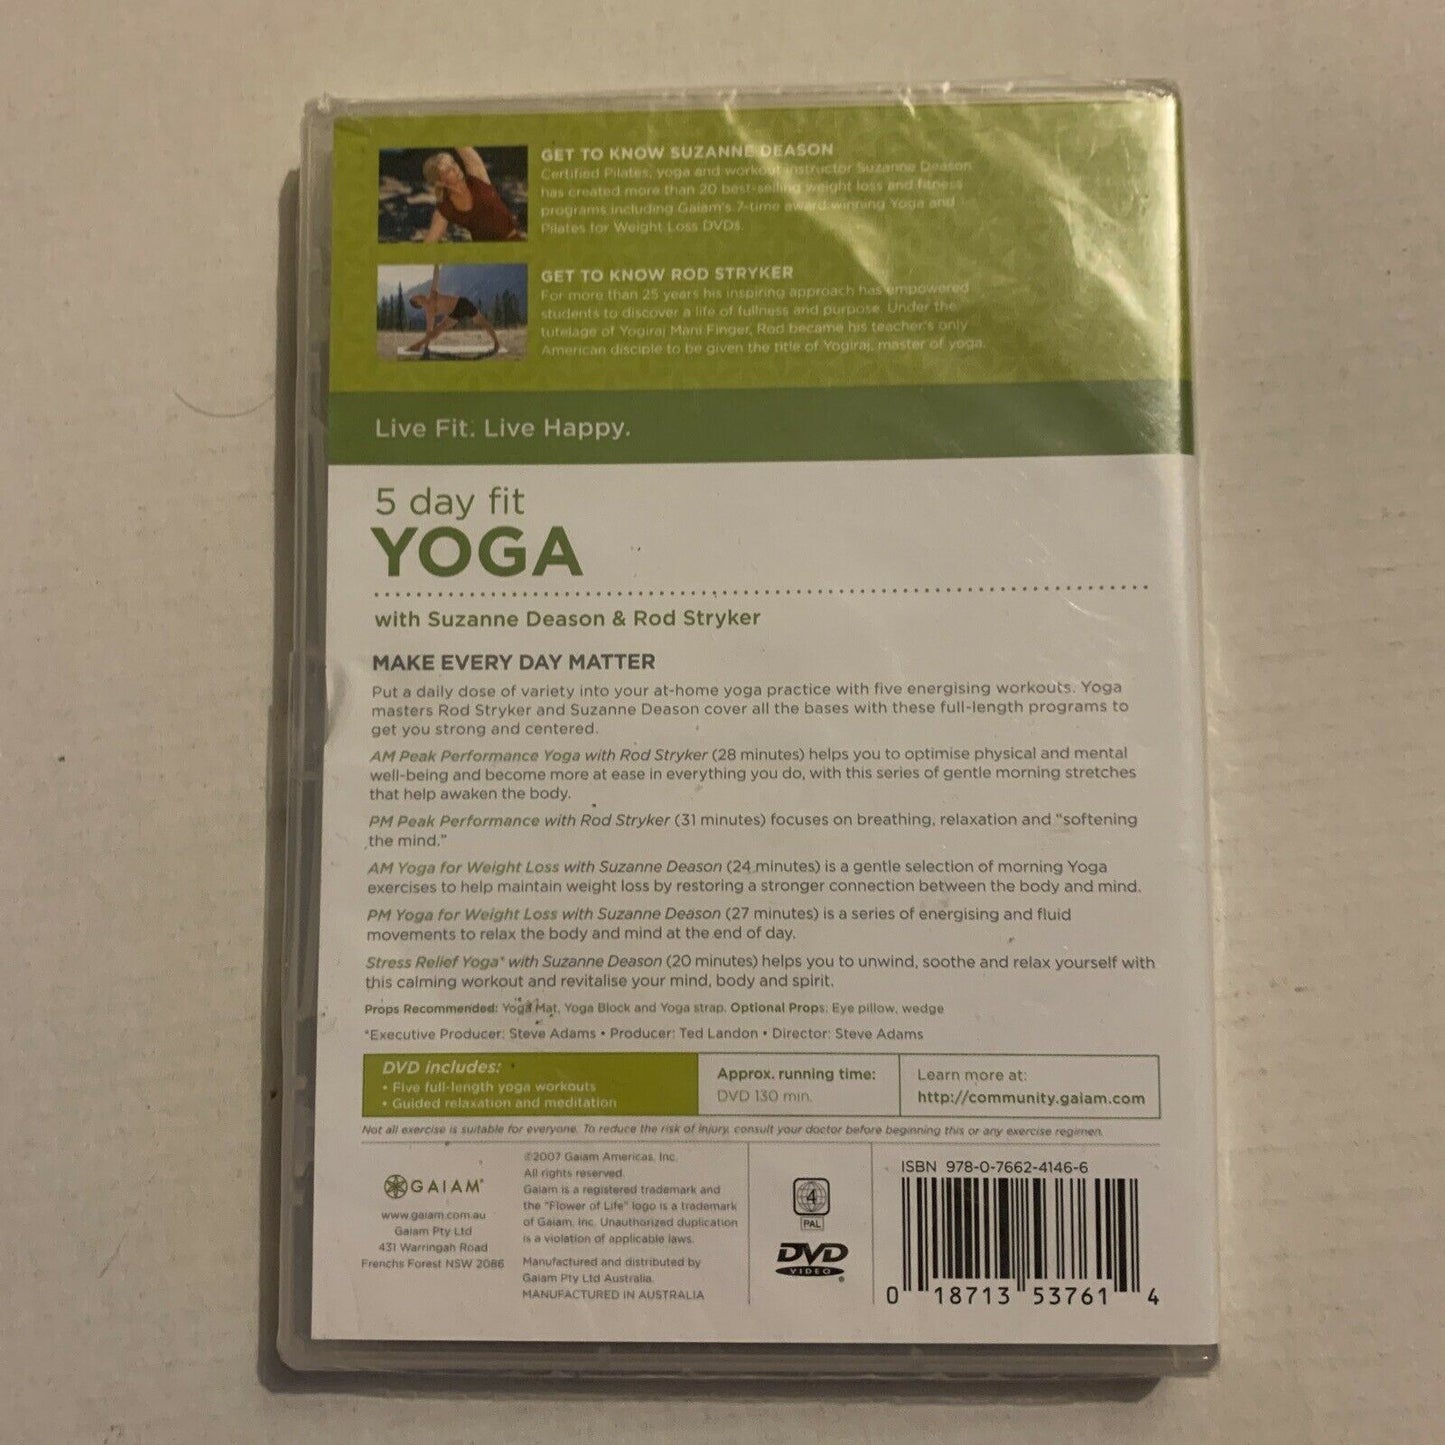 GET TO KNOW SUZANNE DEASON
Certified Pilates, yoga and workout instructor Suzanne Deason
has created more than 20 best-selling weight loss and fitness
programs including Gaiam's 7-time award-winning Yoga and
Pilates for Weight Loss DVDs.
GET TO KNOW ROD STRYKER
For more than 25 years his inspiring approach has empowered
students to discover a life of fullness and purpose. Under the
tutelage of Yogiraj Mani Finger, Rod became his teacher's only
American disciple to be given the title of Yogiraj, master of yoga.
Live Fit. Live Happy.
5 day fit
YOGA
with Suzanne Deason & Rod Stryker
MAKE EVERY DAY MATTER
Put a daily dose of variety into your at-home yoga practice with five energising workouts. Yoga
masters Rod Stryker and Suzanne Deason cover all the bases with these full-length programs to
get you strong and centered.
AM Peak Performance Yoga with Rod Stryker (28 minutes) helps you to optimise physical and mental
well-being and become more at ease in everything you do, with this series of gentle morning stretches
that help awaken the body.
PM Peak Performance with Rod Stryker (31 minutes) focuses on breathing, relaxation and "softening
the mind."
AM Yoga for Weight Loss with Suzanne Deason (24 minutes) is a gentle selection of morning Yoga
exercises to help maintain weight loss by restoring a stronger connection between the body and mind.
PM Yoga for Weight Loss with Suzanne Deason (27 minutes) is a series of energising and fluid
movements to relax the body and mind at the end of day.
Stress Relief Yoga* with Suzanne Deason (20 minutes) helps you to unwind, soothe and relax yourself with
this calming workout and revitalise your mind, body and spirit.
Props Recommended: Yoga Mat, Yoga Block and Yoga strap. Optional Props: Eye pillow, wedge
*Executive Producer: Steve Adams • Producer: Ted Landon • Director: Steve Adams
DVD includes:
• Five full-length yoga workouts
• Guided relaxation and meditation
Approx. running time:
DVD 130 min.
Learn more at:
http://community.gaiam.com
Not all exercise is suitable for everyone. To reduce the risk of injury, consult your doctor before beginning this or any exercise regimen.
GAIAM®
www.gaiam.com.au
Gaiam Pty Ltd
431 Warringah Road
Frenchs Forest NSW 2086
©2007 Gaiam Americas, Inc.
All rights reserved.
Gaiam is a registered trademark and
the "Flower of Life" logo is a trademark
of Gaiam, Inc. Unauthorized duplication
is a violation of applicable laws.
Manufactured and distributed by
Gaiam Pty Ltd Australia.
MANUFACTURED IN AUSTRALIA
4
PAL
DVD
VIDEO
ISBN 978-0-7662-4146-6
0 18713 53761 4